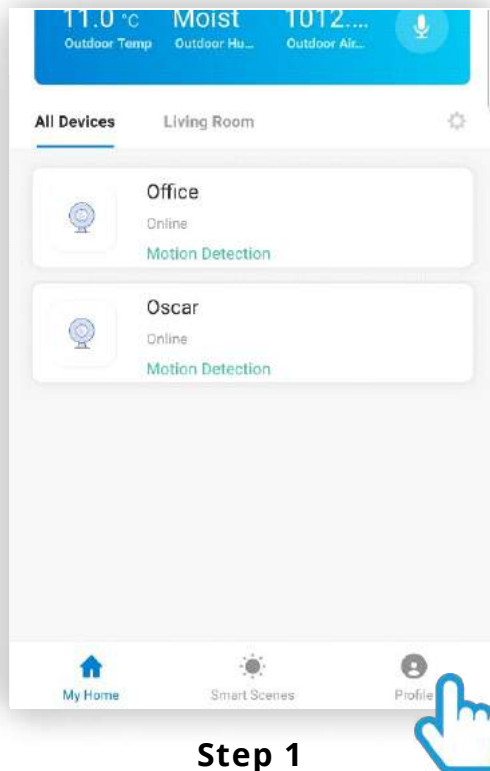 11.0 °C Moist 1012....
Outdoor Temp Outdoor Hu... Outdoor Air...
All Devices Living Room
Office
Online
Motion Detection
Oscar
Online
Motion Detection
My Home Smart Scenes Profile
Step 1